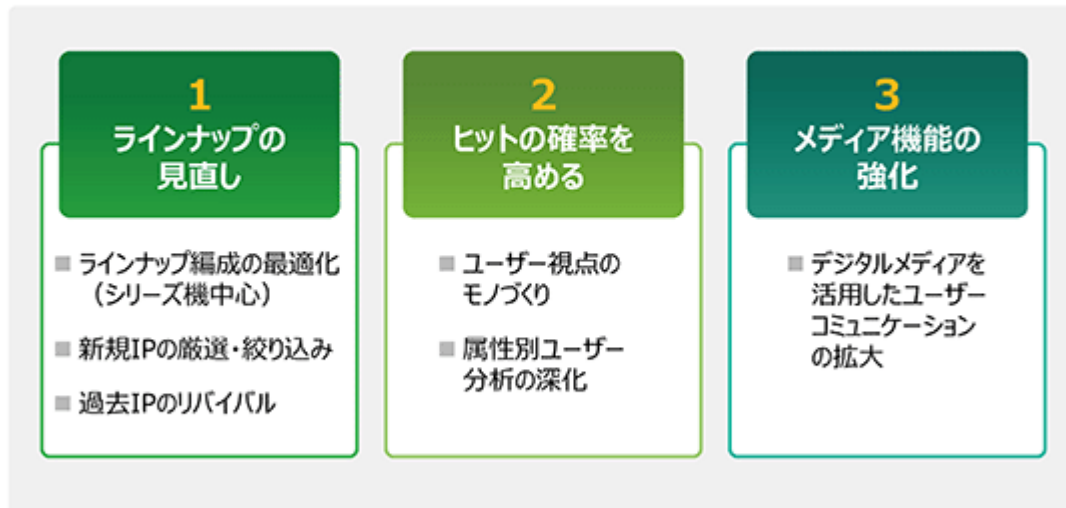 1
ラインナップの
見直し
■ ラインナップ編成の最適化
（シリーズ機中心）
■ 新規IPの厳選・絞り込み
■ 過去IPのリバイバル
2
ヒットの確率を
高める
■ ユーザー視点の
モノづくり
■ 属性別ユーザー
分析の深化
3
メディア機能の
強化
■ デジタルメディアを
活用したユーザー
コミュニケーション
の拡大